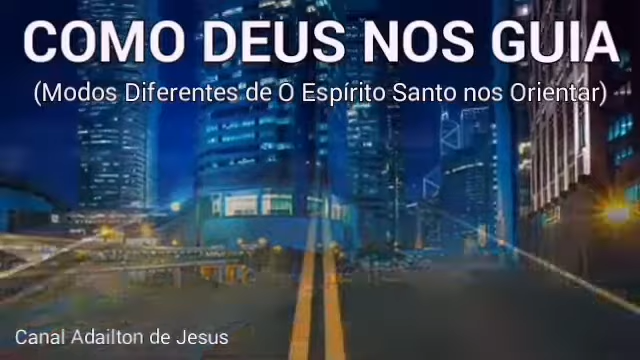 COMO DEUS NOS GUIA
(Modos Diferentes de O Espírito Santo nos Orientar)
Canal Adailton de Jesus